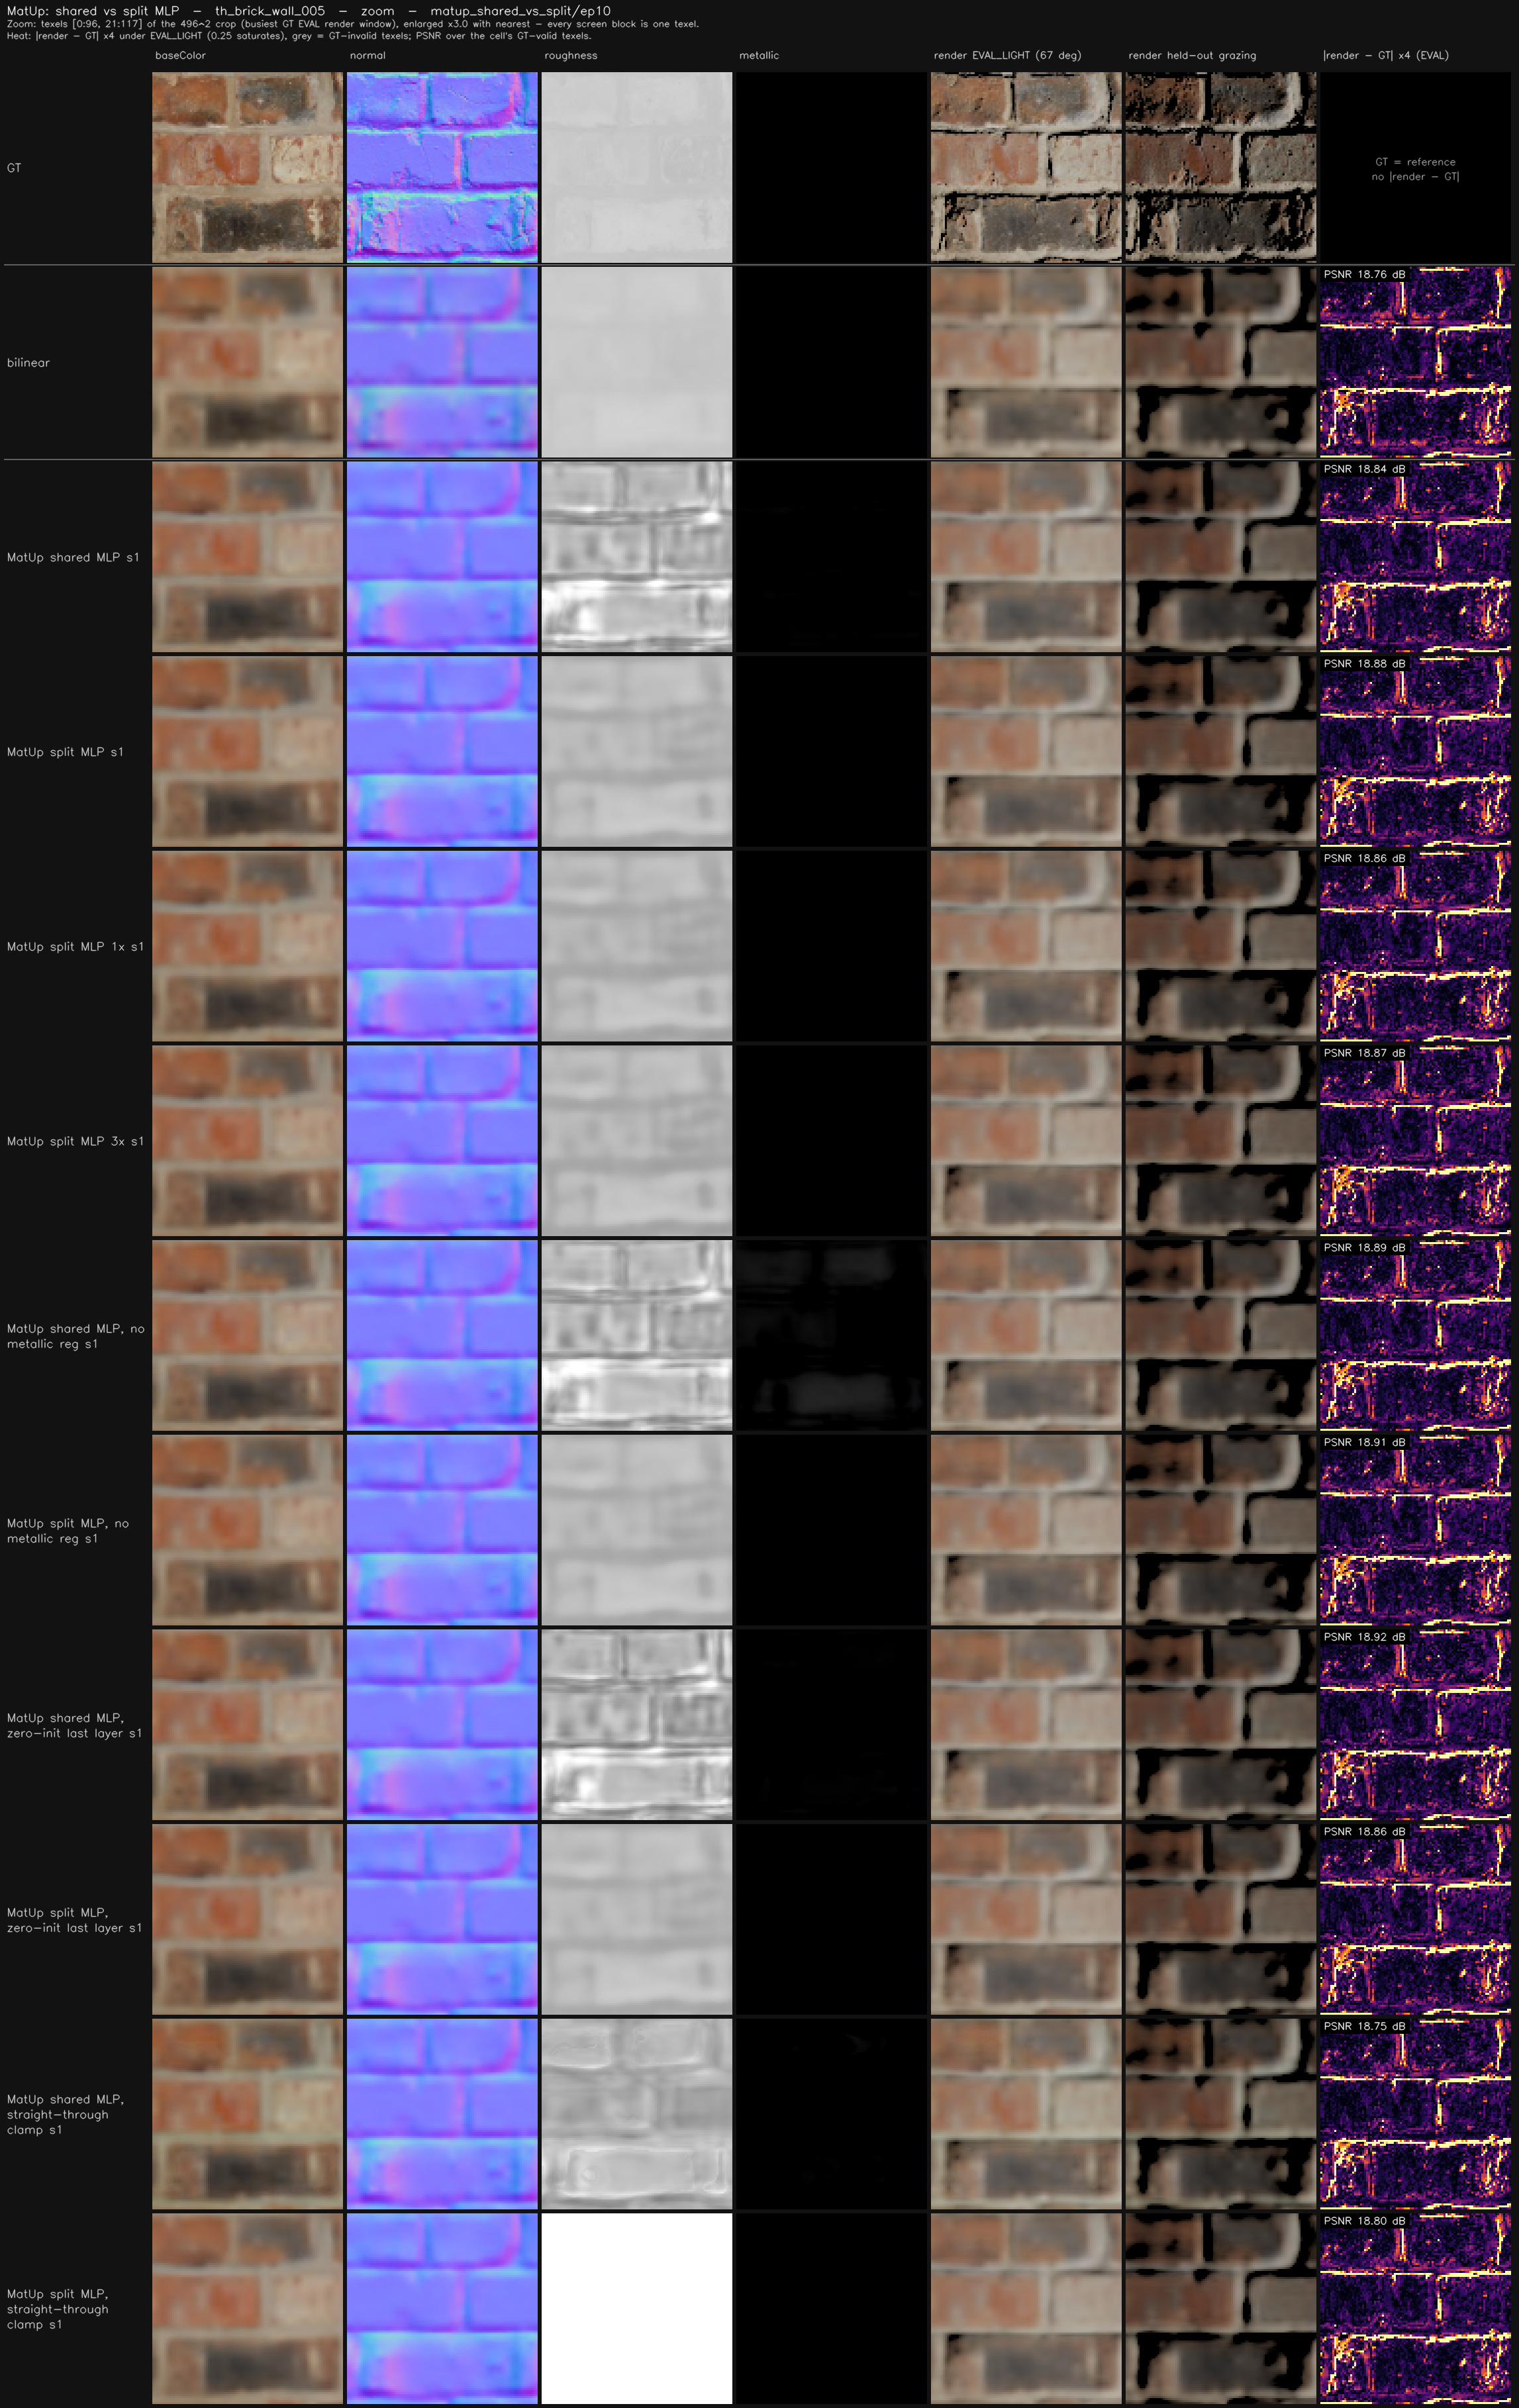 MatUp: shared vs split MLP — th_brick_wall_005 — zoom — matup_shared_vs_split/ep10
Zoom: texels [0:96, 21:117] of the 496^2 crop (busiest GT EVAL render window), enlarged x3.0 with nearest — every screen block is one texel.
Heat: |render — GT| x4 under EVAL_LIGHT (0.25 saturates), grey = GT-invalid texels; PSNR over the cell's GT-valid texels.
baseColor normal roughness metallic render EVAL_LIGHT (67 deg) render held-out grazing |render — GT| x4 (EVAL)
GT
GT = reference
no |render — GT|
bilinear
PSNR 18.76 dB
MatUp shared MLP s1
PSNR 18.84 dB
MatUp split MLP s1
PSNR 18.88 dB
MatUp split MLP 1x s1
PSNR 18.86 dB
MatUp split MLP 3x s1
PSNR 18.87 dB
MatUp shared MLP, no
metallic reg s1
PSNR 18.89 dB
MatUp split MLP, no
metallic reg s1
PSNR 18.91 dB
MatUp shared MLP,
zero-init last layer s1
PSNR 18.92 dB
MatUp split MLP,
zero-init last layer s1
PSNR 18.86 dB
MatUp shared MLP,
straight-through
clamp s1
PSNR 18.75 dB
MatUp split MLP,
straight-through
clamp s1
PSNR 18.80 dB